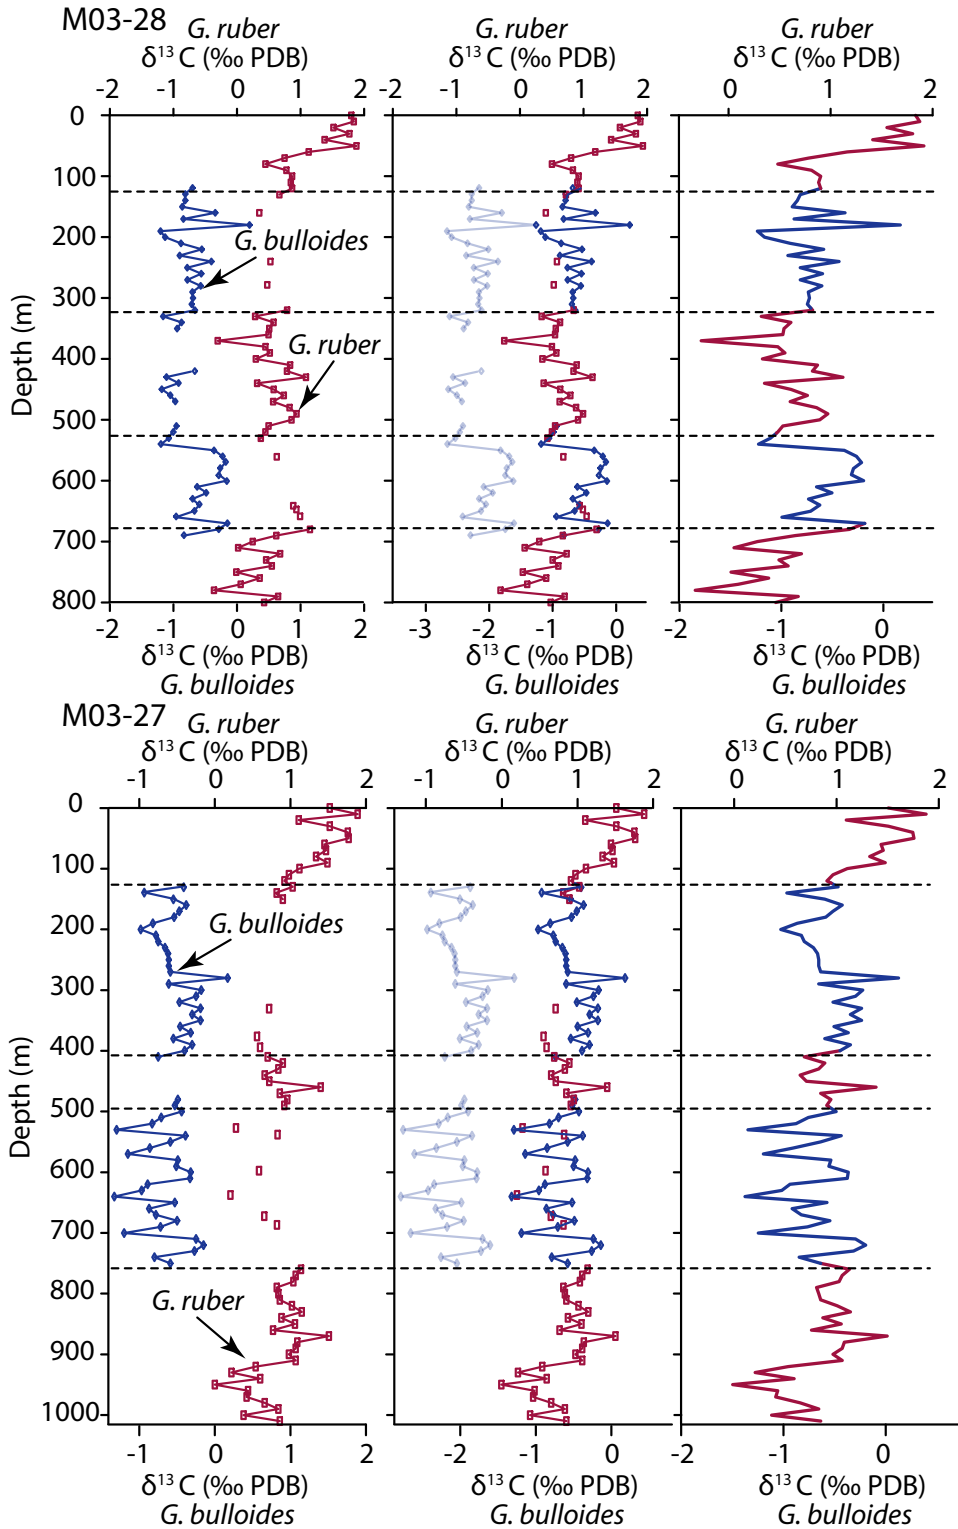 M03-28
G. ruber
G. ruber
G. ruber
δ¹³ C (‰ PDB)
δ¹³ C (‰ PDB)
δ¹³ C (‰ PDB)
-2 -1 0 1 2
-2 -1 0 1 2
0 1 2
0
100
200
300
400
500
600
700
800
Depth (m)
G. bulloides
G. ruber
-2 -1 0 1 2
-3 -2 -1 0
-2 -1 0
δ¹³ C (‰ PDB)
δ¹³ C (‰ PDB)
δ¹³ C (‰ PDB)
G. bulloides
G. bulloides
G. bulloides
M03-27
G. ruber
G. ruber
G. ruber
δ¹³ C (‰ PDB)
δ¹³ C (‰ PDB)
δ¹³ C (‰ PDB)
-1 0 1 2
-1 0 1 2
0 1 2
0
100
200
300
400
500
600
700
800
900
1000
Depth (m)
G. bulloides
G. ruber
-1 0 1 2
-2 -1 0
-2 -1 0
δ¹³ C (‰ PDB)
δ¹³ C (‰ PDB)
δ¹³ C (‰ PDB)
G. bulloides
G. bulloides
G. bulloides